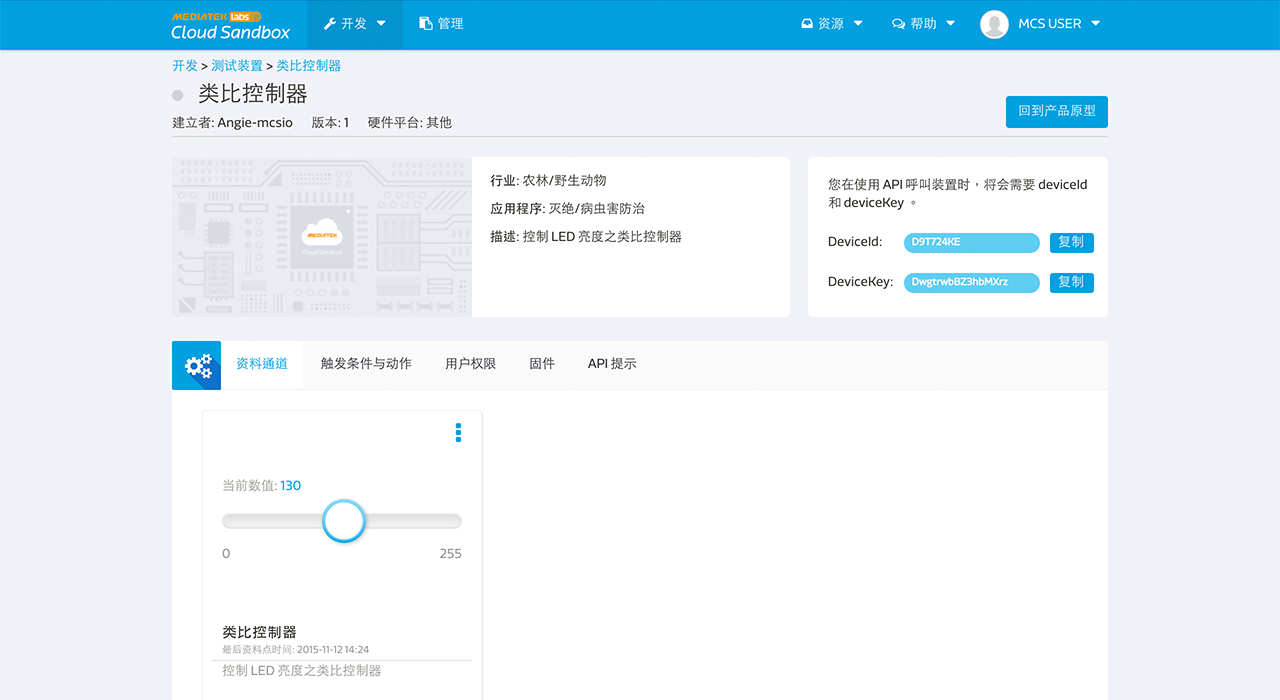 MEDIATEK labs
Cloud Sandbox
开发
管理
资源
帮助
MCS USER
开发 > 测试装置 > 类比控制器
类比控制器
建立者: Angie-mcsio 版本: 1 硬件平台: 其他
回到产品原型
MEDIATEK
Cloud Sandbox
行业: 农林/野生动物
应用程序: 灭绝/病虫害防治
描述: 控制 LED 亮度之类比控制器
您在使用 API 呼叫装置时，将会需要 deviceId
和 deviceKey 。
DeviceId: D9T724KE 复制
DeviceKey: DwgtrwbBZ3hbMXrz 复制
资料通道 触发条件与动作 用户权限 固件 API 提示
当前数值: 130
0 255
类比控制器
最后资料点时间: 2015-11-12 14:24
控制 LED 亮度之类比控制器